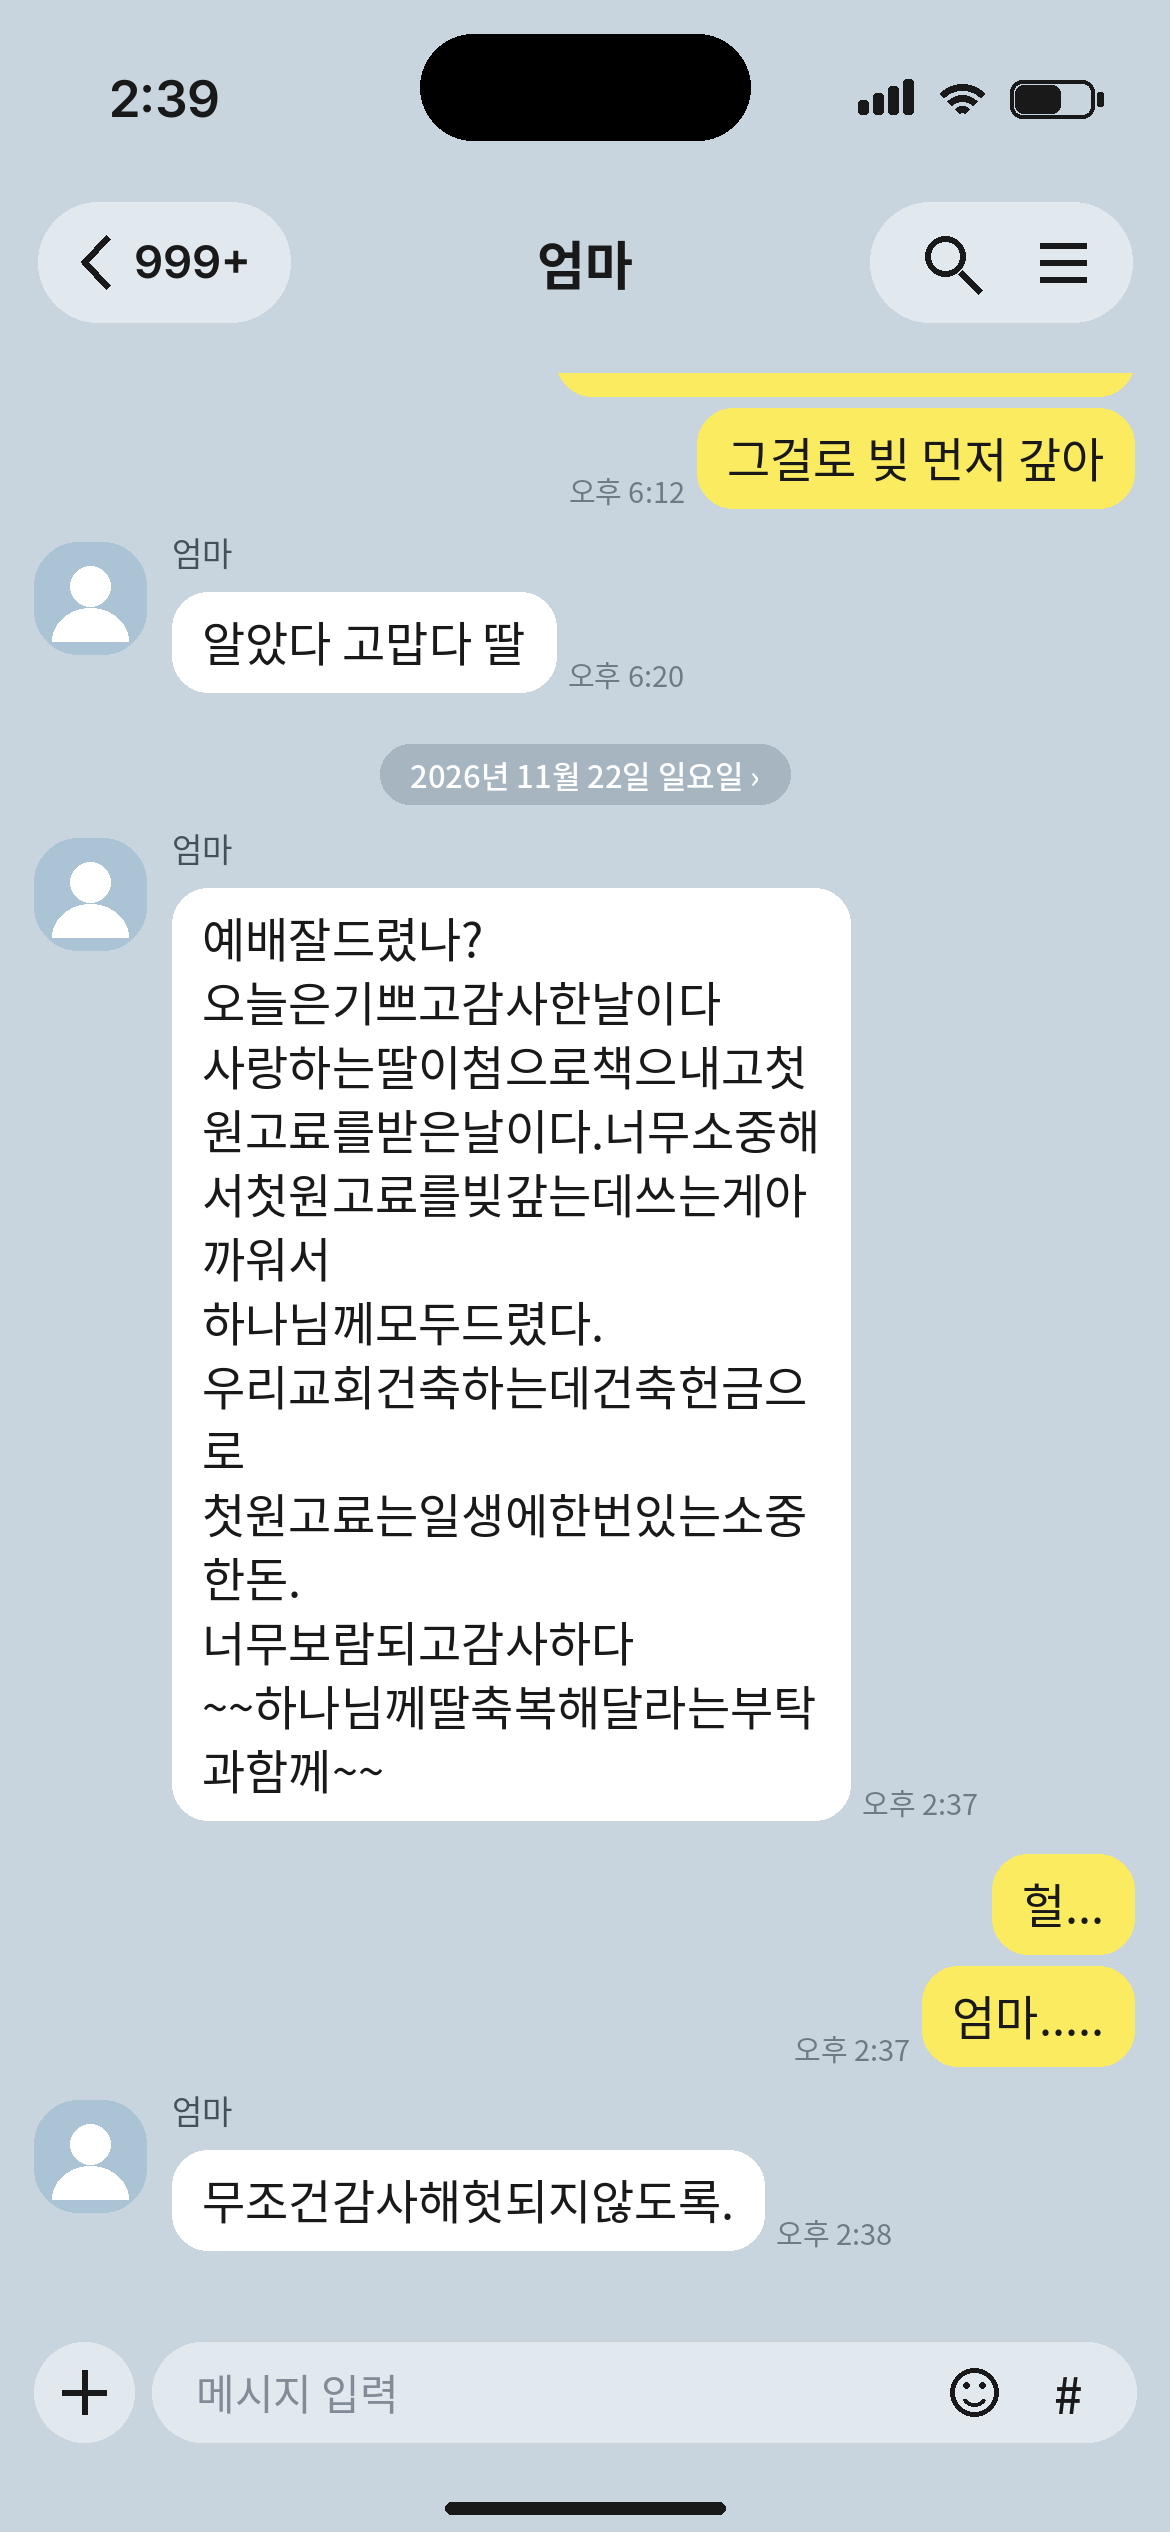 2:39
999+
엄마
그걸로 빚 먼저 갚아
오후 6:12
엄마
알았다 고맙다 딸
오후 6:20
2026년 11월 22일 일요일 ›
엄마
예배잘드렸나?
오늘은기쁘고감사한날이다
사랑하는딸이첨으로책으내고첫
원고료를받은날이다.너무소중해
서첫원고료를빚갚는데쓰는게아
까워서
하나님께모두드렸다.
우리교회건축하는데건축헌금으
로
첫원고료는일생에한번있는소중
한돈.
너무보람되고감사하다
~~하나님께딸축복해달라는부탁
과함께~~
오후 2:37
헐...
엄마.....
오후 2:37
엄마
무조건감사해헛되지않도록.
오후 2:38
메시지 입력
#